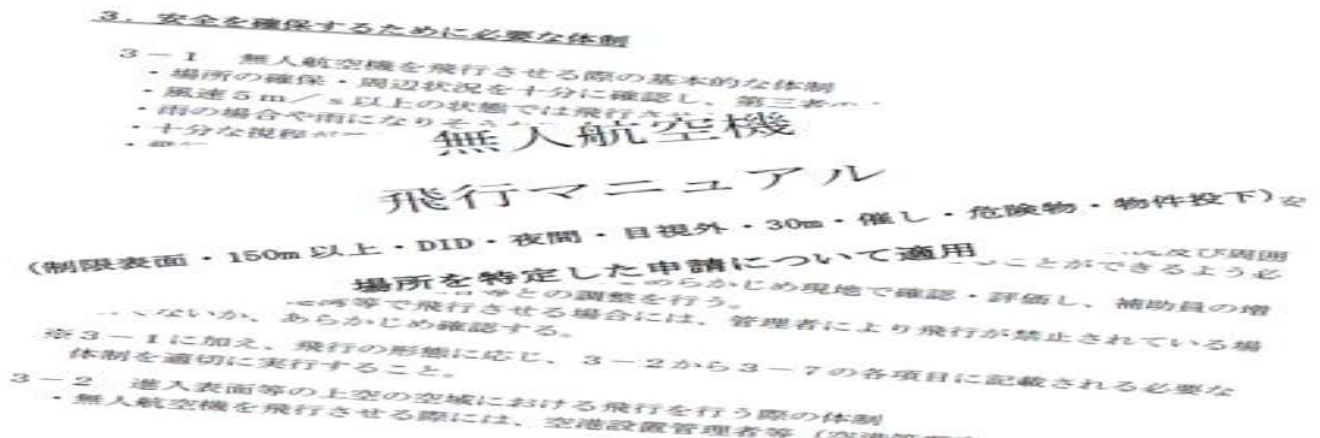 3. 安全を確保するために必要な体制
3-1 無人航空機を飛行させる際の基本的な体制
・場所の確保・周辺状況を十分に確認し、第三者の
・風速5m/s以上の状態では飛行さ
・雨の場合や雨になりそう
・十分な視程が
無人航空機
飛行マニュアル
(制限表面・150m以上・DID・夜間・目視外・30m・催し・危険物・物件投下)安
場所を特定した申請について適用
及び周囲
ことができるよう必
らかじめ現地で確認・評価し、補助員の増
等との調整を行う。
等で飛行させる場合には、管理者により飛行が禁止されている場
いないか、あらかじめ確認する。
※3-1に加え、飛行の形態に応じ、3-2から3-7の各項目に記載される必要な
体制を適切に実行すること。
3-2 進入表面等の上空の空域における飛行を行う際の体制
・無人航空機を飛行させる際には、空港設置管理者等